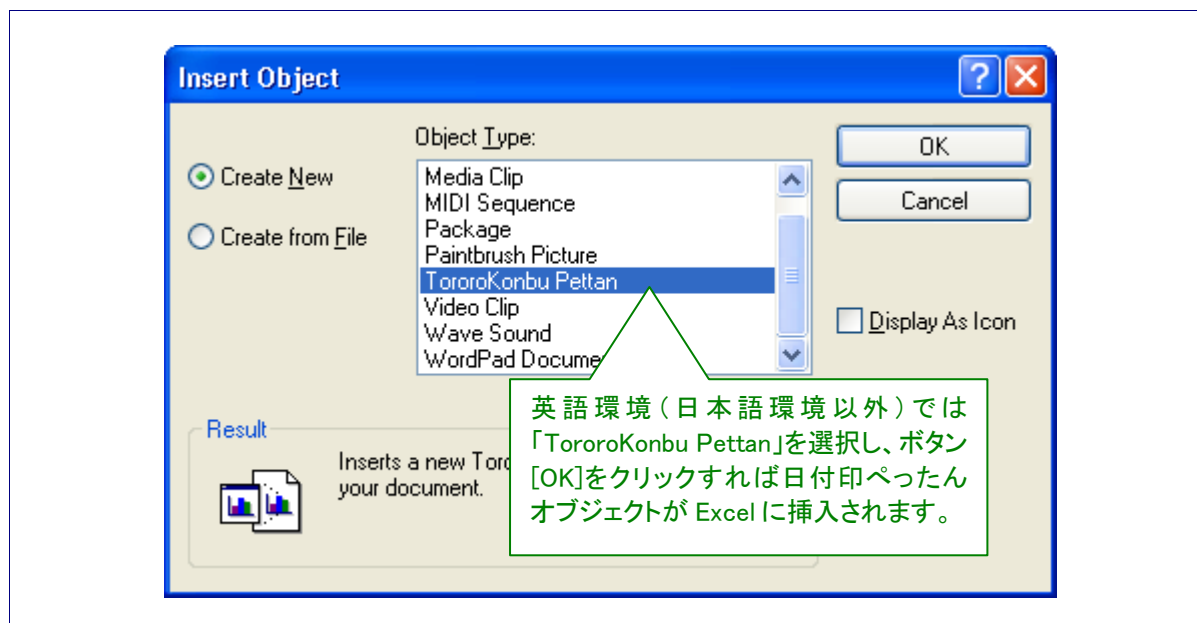 Insert Object
Object Type:
Create New
Create from File
Media Clip
MIDI Sequence
Package
Paintbrush Picture
TororoKonbu Pettan
Video Clip
Wave Sound
WordPad Docume
OK
Cancel
Display As Icon
Result
Inserts a new Toro
your document.
英語環境(日本語環境以外)では
「TororoKonbu Pettan」を選択し、ボタン
[OK]をクリックすれば日付印ぺったん
オブジェクトが Excel に挿入されます。